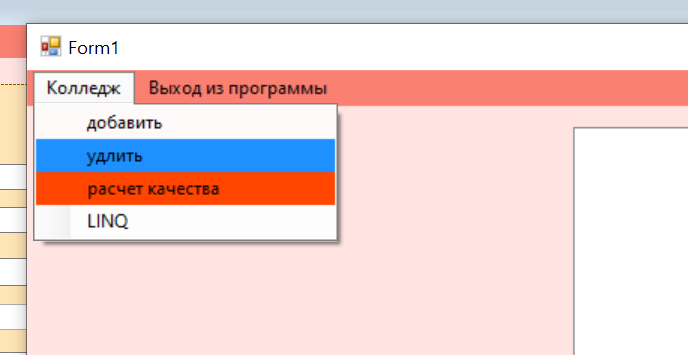 Form1
Колледж Выход из программы
добавить
удлить
расчет качества
LINQ